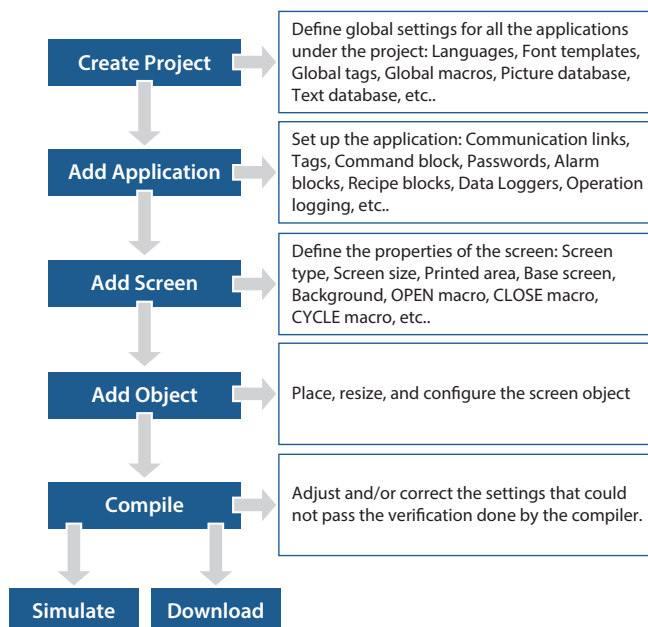 Create Project
Define global settings for all the applications
under the project: Languages, Font templates,
Global tags, Global macros, Picture database,
Text database, etc..
Add Application
Set up the application: Communication links,
Tags, Command block, Passwords, Alarm
blocks, Recipe blocks, Data Loggers, Operation
logging, etc..
Add Screen
Define the properties of the screen: Screen
type, Screen size, Printed area, Base screen,
Background, OPEN macro, CLOSE macro,
CYCLE macro, etc..
Add Object
Place, resize, and configure the screen object
Compile
Adjust and/or correct the settings that could
not pass the verification done by the compiler.
Simulate
Download